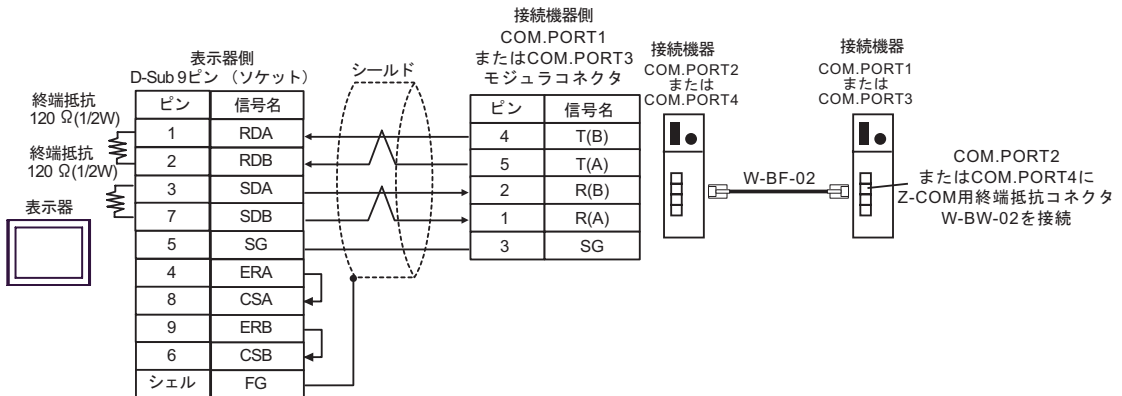 表示器側
D-Sub 9ピン （ソケット）
シールド
接続機器側
COM.PORT1
またはCOM.PORT3
モジュラコネクタ
接続機器
COM.PORT2
または
COM.PORT4
接続機器
COM.PORT1
または
COM.PORT3
終端抵抗
120 Ω(1/2W)
終端抵抗
120 Ω(1/2W)
表示器
ピン 信号名
1 RDA
2 RDB
3 SDA
7 SDB
5 SG
4 ERA
8 CSA
9 ERB
6 CSB
シェル FG
ピン 信号名
4 T(B)
5 T(A)
2 R(B)
1 R(A)
3 SG
W-BF-02
COM.PORT2
またはCOM.PORT4に
Z-COM用終端抵抗コネクタ
W-BW-02を接続